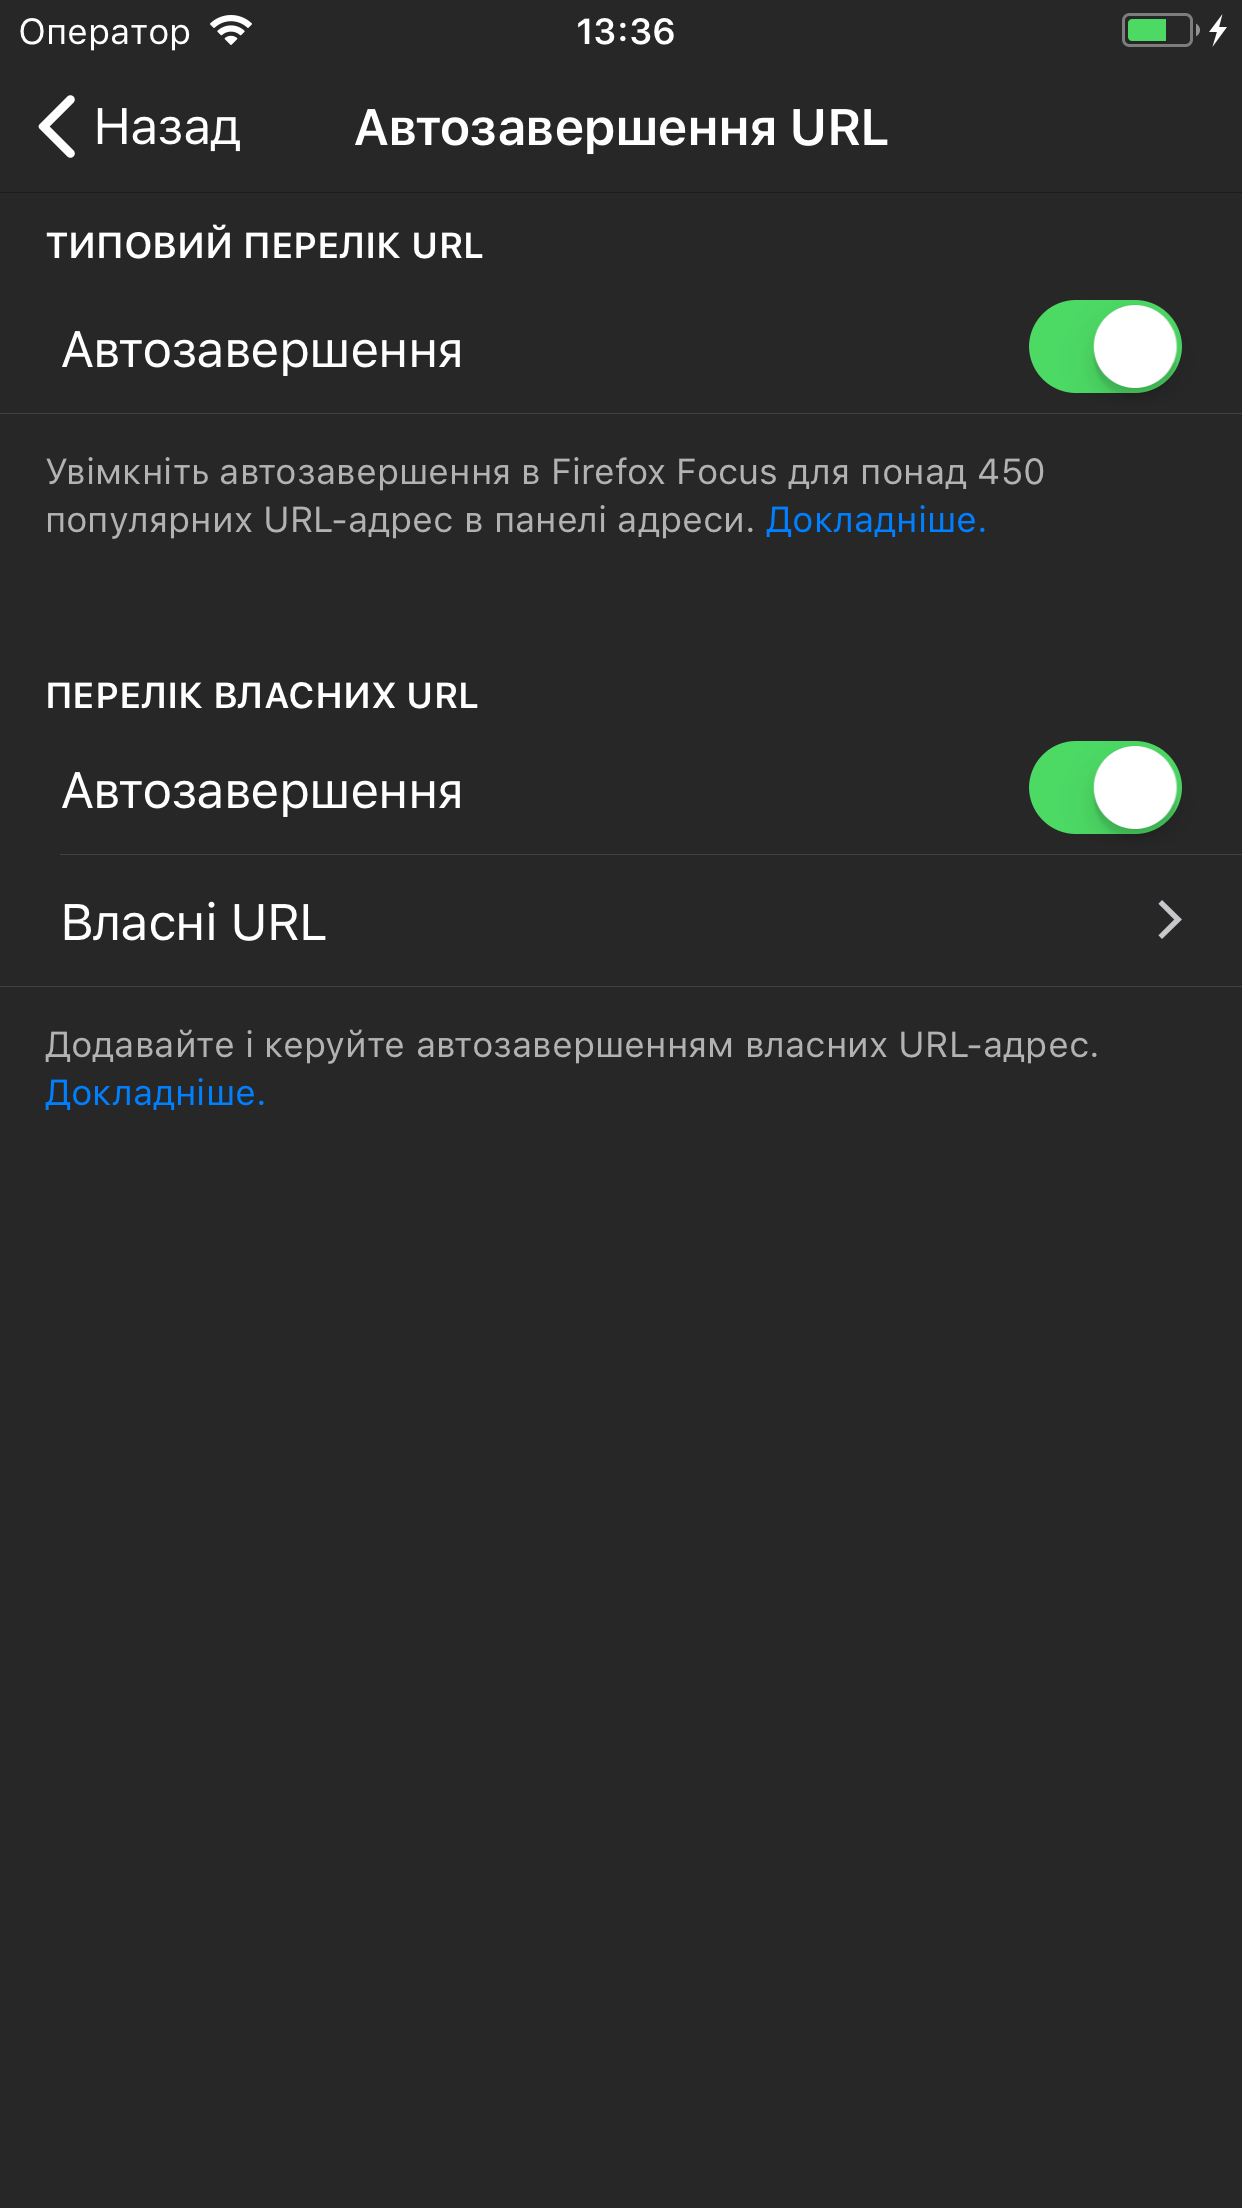 Оператор 13:36
Назад Автозавершення URL
ТИПОВИЙ ПЕРЕЛІК URL
Автозавершення
Увімкніть автозавершення в Firefox Focus для понад 450
популярних URL-адрес в панелі адреси. Докладніше.
ПЕРЕЛІК ВЛАСНИХ URL
Автозавершення
Власні URL
Додавайте і керуйте автозавершенням власних URL-адрес.
Докладніше.